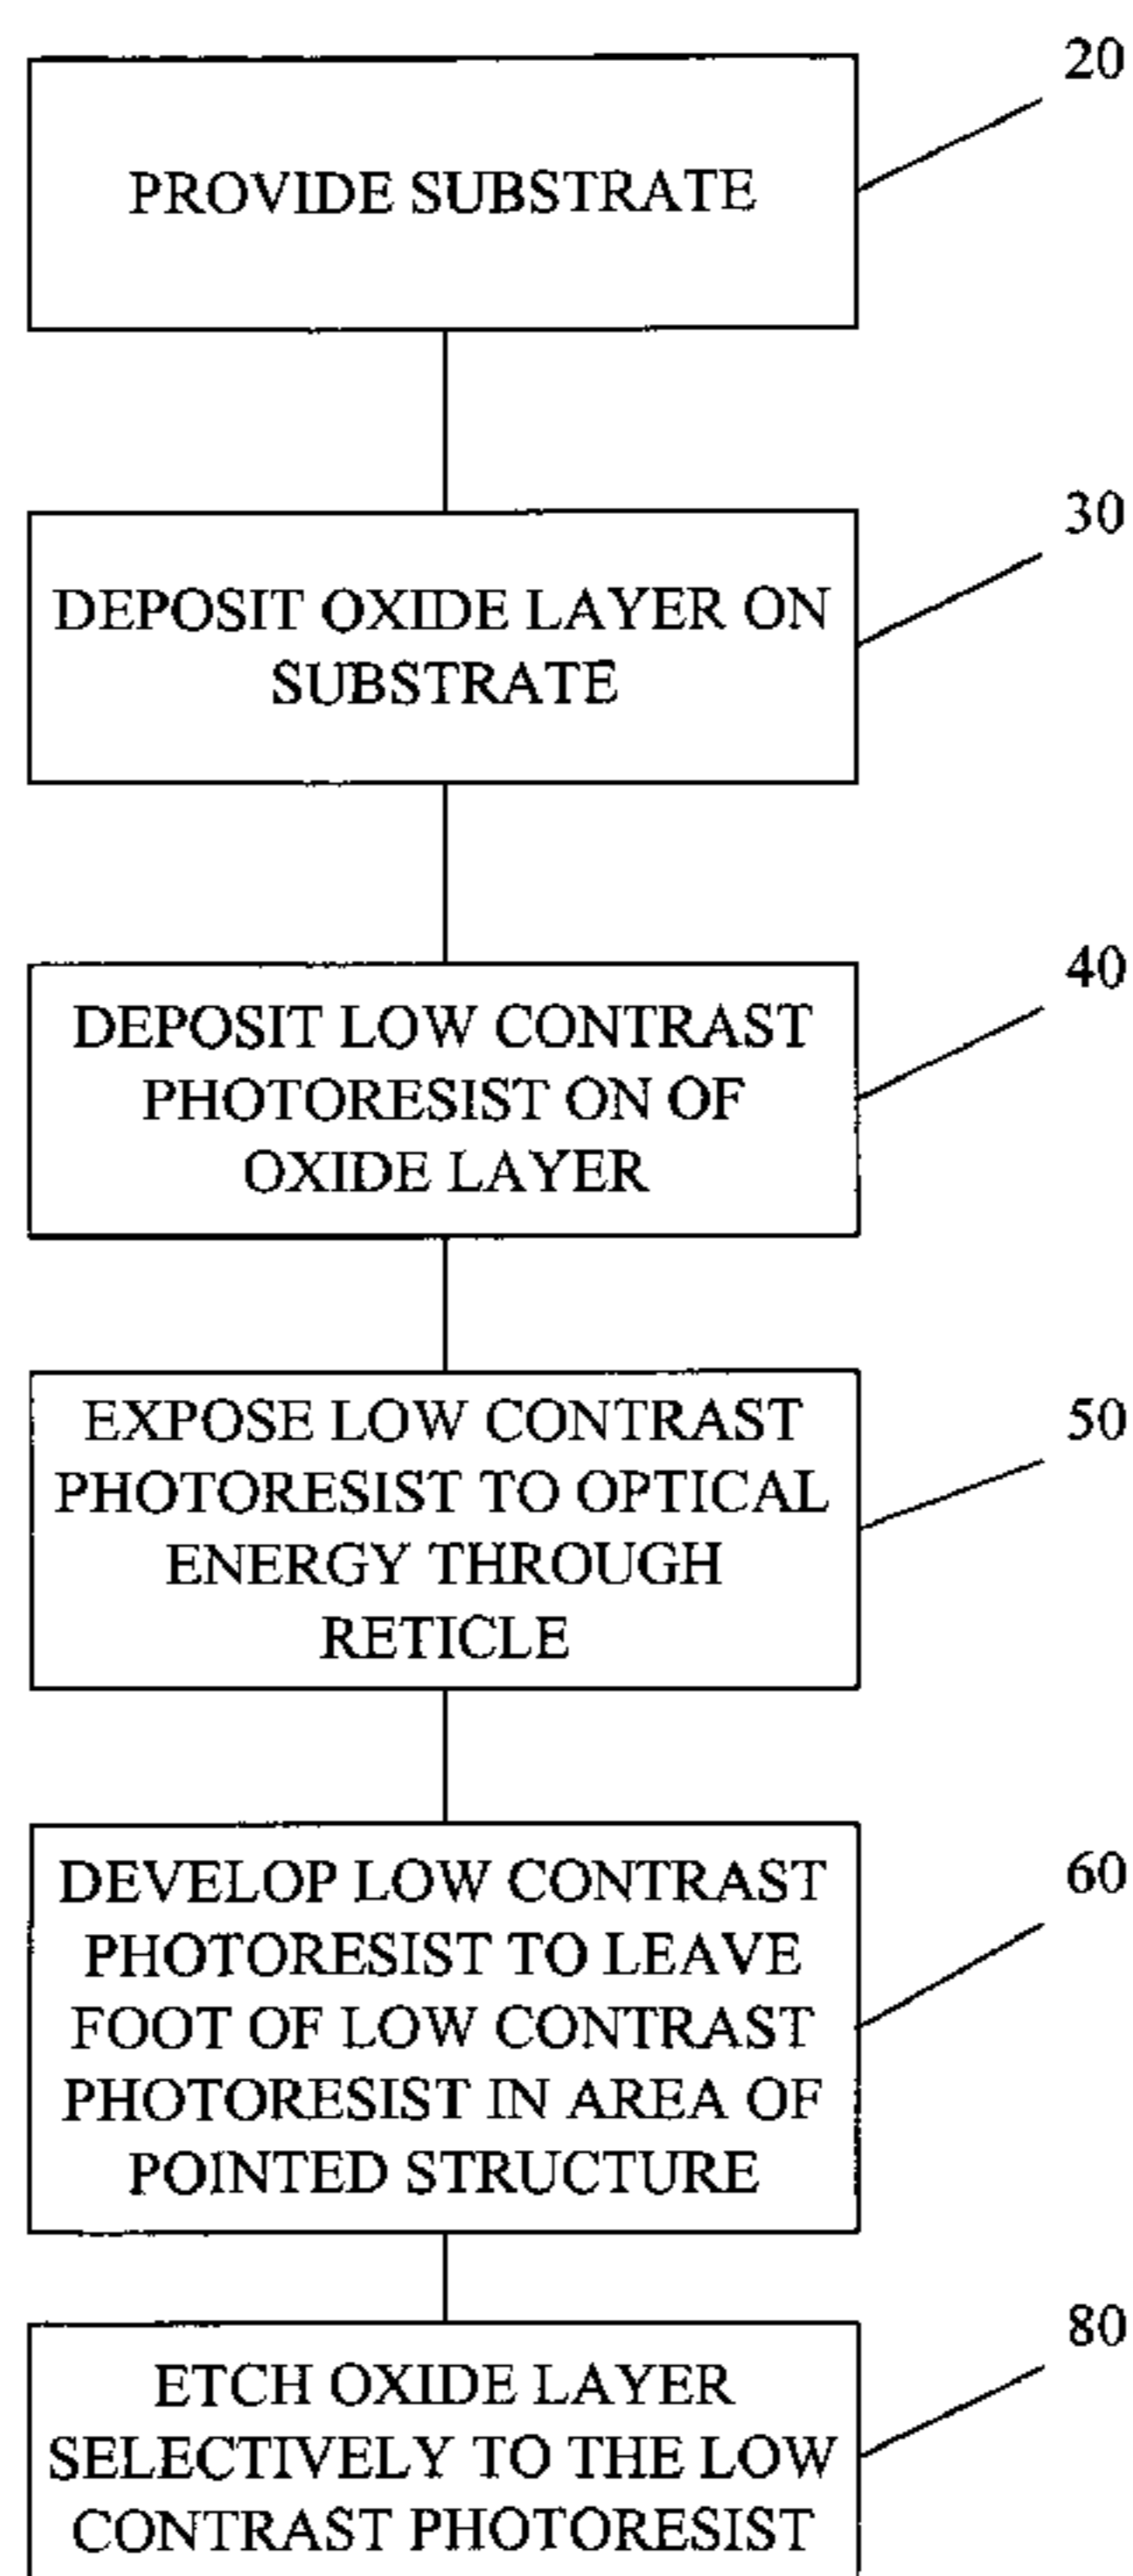 20
PROVIDE SUBSTRATE
30
DEPOSIT OXIDE LAYER ON
SUBSTRATE
40
DEPOSIT LOW CONTRAST
PHOTORESIST ON OF
OXIDE LAYER
50
EXPOSE LOW CONTRAST
PHOTORESIST TO OPTICAL
ENERGY THROUGH
RETICLE
60
DEVELOP LOW CONTRAST
PHOTORESIST TO LEAVE
FOOT OF LOW CONTRAST
PHOTORESIST IN AREA OF
POINTED STRUCTURE
80
ETCH OXIDE LAYER
SELECTIVELY TO THE LOW
CONTRAST PHOTORESIST